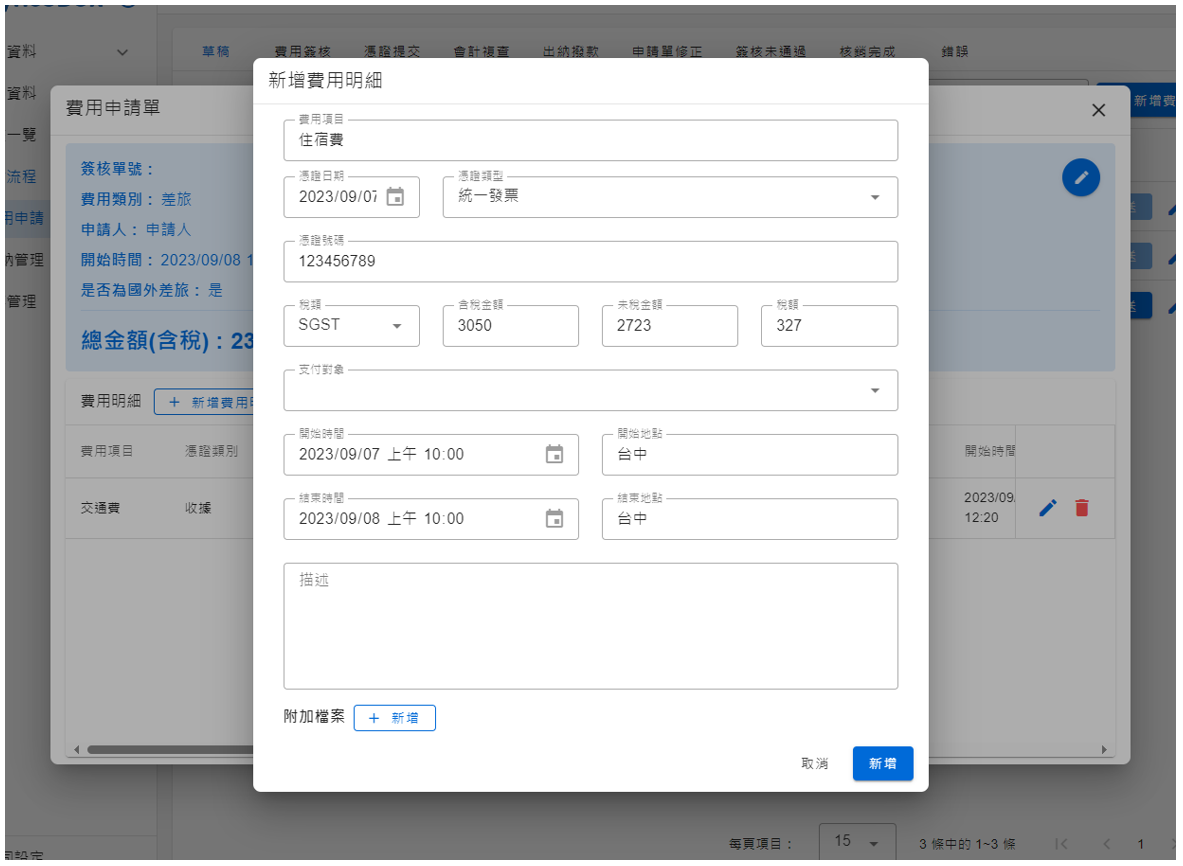 資料
資料
一覽
流程
用申請
管理
草稿 費用簽核 憑證提交 會計複查 出納撥款 申請單修正 簽核未通過 核銷完成 錯誤
新增費
費用申請單
簽核單號：
費用類別： 差旅
申請人： 申請人
開始時間： 2023/09/08 1
是否為國外差旅： 是
總金額(含稅)：23
費用明細 + 新增費用
費用項目 憑證類別 開始時間
交通費 收據 2023/09
12:20
新增費用明細
費用項目
住宿費
憑證日期
2023/09/07
憑證類型
統一發票
憑證號碼
123456789
稅類
SGST
含稅金額
3050
未稅金額
2723
稅額
327
支付對象
開始時間
2023/09/07 上午 10:00
開始地點
台中
結束時間
2023/09/08 上午 10:00
結束地點
台中
描述
附加檔案 + 新增
取消 新增
每頁項目： 15 3 條中的 1~3 條 1